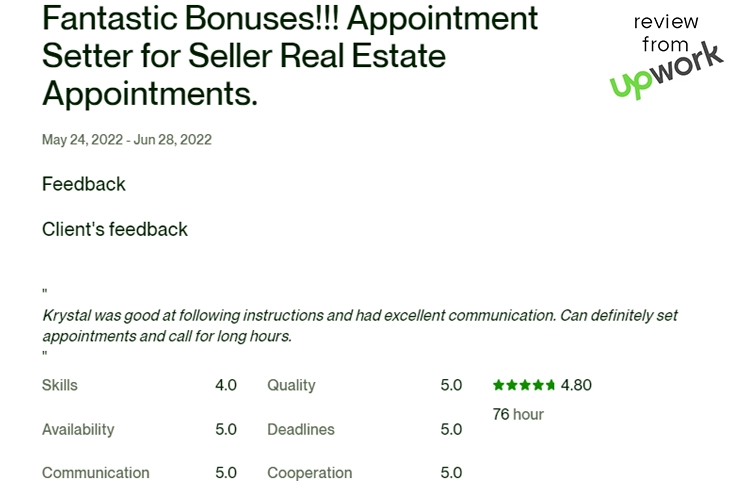 Fantastic Bonuses!!! Appointment
Setter for Seller Real Estate
Appointments.
review
from
upwork
May 24, 2022 - Jun 28, 2022
Feedback
Client's feedback
"
Krystal was good at following instructions and had excellent communication. Can definitely set
appointments and call for long hours.
"
Skills 4.0 Quality 5.0 4.80
76 hour
Availability 5.0 Deadlines 5.0
Communication 5.0 Cooperation 5.0